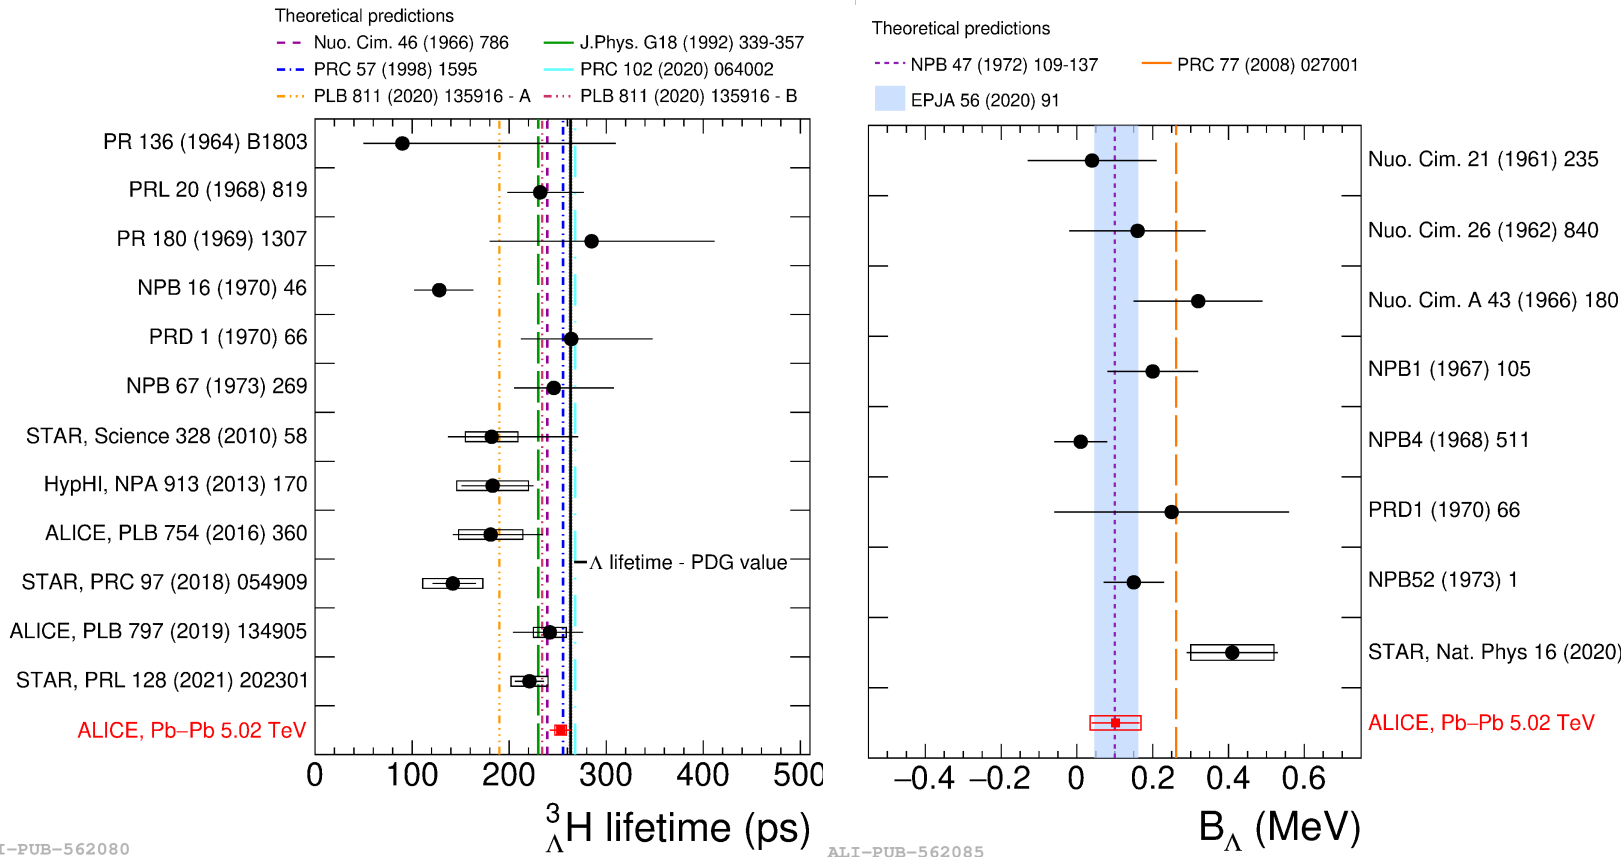 Theoretical predictions
Nuo. Cim. 46 (1966) 786
J.Phys. G18 (1992) 339-357
PRC 57 (1998) 1595
PRC 102 (2020) 064002
PLB 811 (2020) 135916 - A
PLB 811 (2020) 135916 - B
PR 136 (1964) B1803
PRL 20 (1968) 819
PR 180 (1969) 1307
NPB 16 (1970) 46
PRD 1 (1970) 66
NPB 67 (1973) 269
STAR, Science 328 (2010) 58
HypHI, NPA 913 (2013) 170
ALICE, PLB 754 (2016) 360
Λ lifetime - PDG value
STAR, PRC 97 (2018) 054909
ALICE, PLB 797 (2019) 134905
STAR, PRL 128 (2021) 202301
ALICE, Pb−Pb 5.02 TeV
0 100 200 300 400 500
³ΛH lifetime (ps)
I-PUB-562080
Theoretical predictions
NPB 47 (1972) 109-137
PRC 77 (2008) 027001
EPJA 56 (2020) 91
Nuo. Cim. 21 (1961) 235
Nuo. Cim. 26 (1962) 840
Nuo. Cim. A 43 (1966) 180
NPB1 (1967) 105
NPB4 (1968) 511
PRD1 (1970) 66
NPB52 (1973) 1
STAR, Nat. Phys 16 (2020)
ALICE, Pb−Pb 5.02 TeV
−0.4 −0.2 0 0.2 0.4 0.6
BΛ (MeV)
ALI-PUB-562085